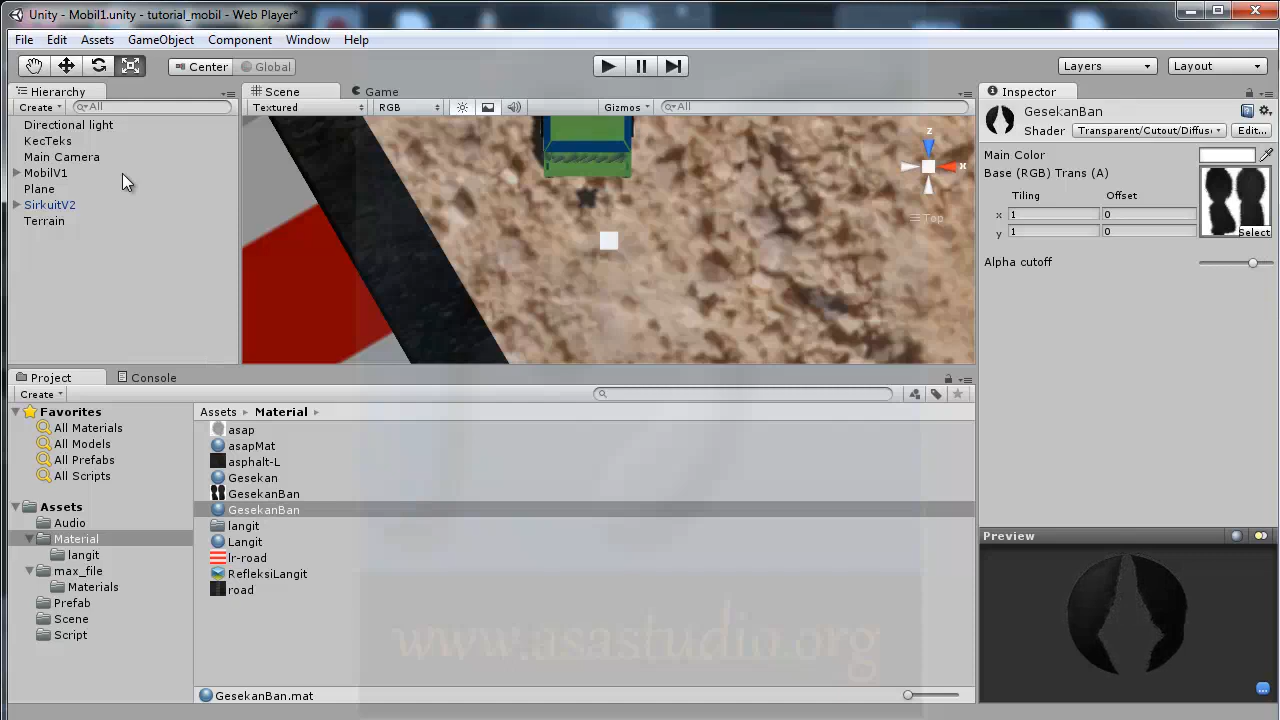 Unity - Mobil1.unity - tutorial_mobil - Web Player*
File Edit Assets GameObject Component Window Help
Center Global Layers Layout
Hierarchy
Create All
Directional light
KecTeks
Main Camera
MobilV1
Plane
SirkuitV2
Terrain
Scene Game
Textured RGB Gizmos All
z
x
Top
Inspector
GesekanBan
Shader Transparent/Cutout/Diffus Edit...
Main Color
Base (RGB) Trans (A)
Tiling Offset
x 1 0
y 1 0
Select
Alpha cutoff
Project Console
Create
Favorites
All Materials
All Models
All Prefabs
All Scripts
Assets
Audio
Material
langit
max_file
Materials
Prefab
Scene
Script
Assets Material
asap
asapMat
asphalt-L
Gesekan
GesekanBan
GesekanBan
langit
Langit
lr-road
RefleksiLangit
road
GesekanBan.mat
Preview
www.asastudio.org